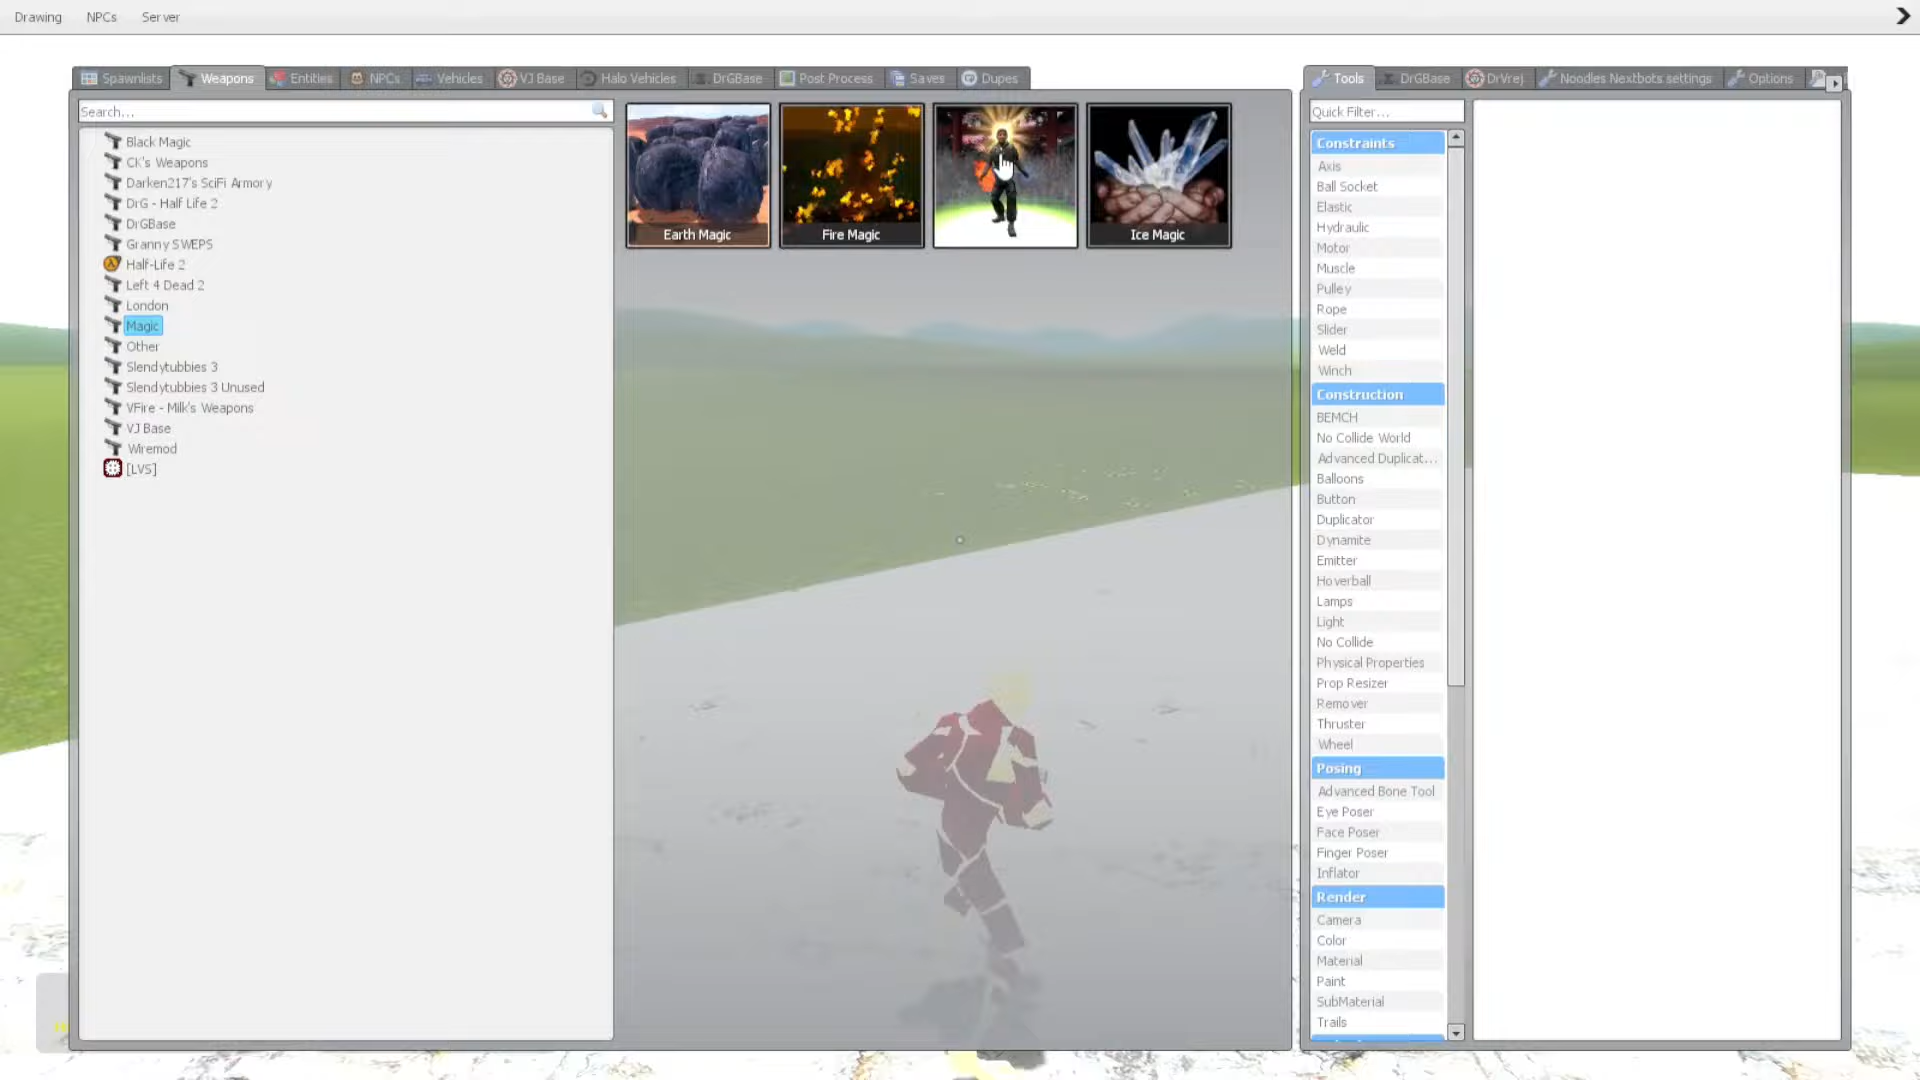 Drawing NPCs Server
Spawnlists Weapons Entities NPCs Vehicles VJ Base Halo Vehicles DrGBase Post Process Saves Dupes
Search...
Black Magic
CK's Weapons
Darken217's SciFi Armory
DrG - Half Life 2
DrGBase
Granny SWEPS
Half-Life 2
Left 4 Dead 2
London
Magic
Other
Slendytubbies 3
Slendytubbies 3 Unused
VFire - Milk's Weapons
VJ Base
Wiremod
[LVS]
Earth Magic
Fire Magic
Ice Magic
Tools DrGBase DrVrej Noodles Nextbots settings Options
Quick Filter...
Constraints
Axis
Ball Socket
Elastic
Hydraulic
Motor
Muscle
Pulley
Rope
Slider
Weld
Winch
Construction
BEMCH
No Collide World
Advanced Duplicat...
Balloons
Button
Duplicator
Dynamite
Emitter
Hoverball
Lamps
Light
No Collide
Physical Properties
Prop Resizer
Remover
Thruster
Wheel
Posing
Advanced Bone Tool
Eye Poser
Face Poser
Finger Poser
Inflator
Render
Camera
Color
Material
Paint
SubMaterial
Trails